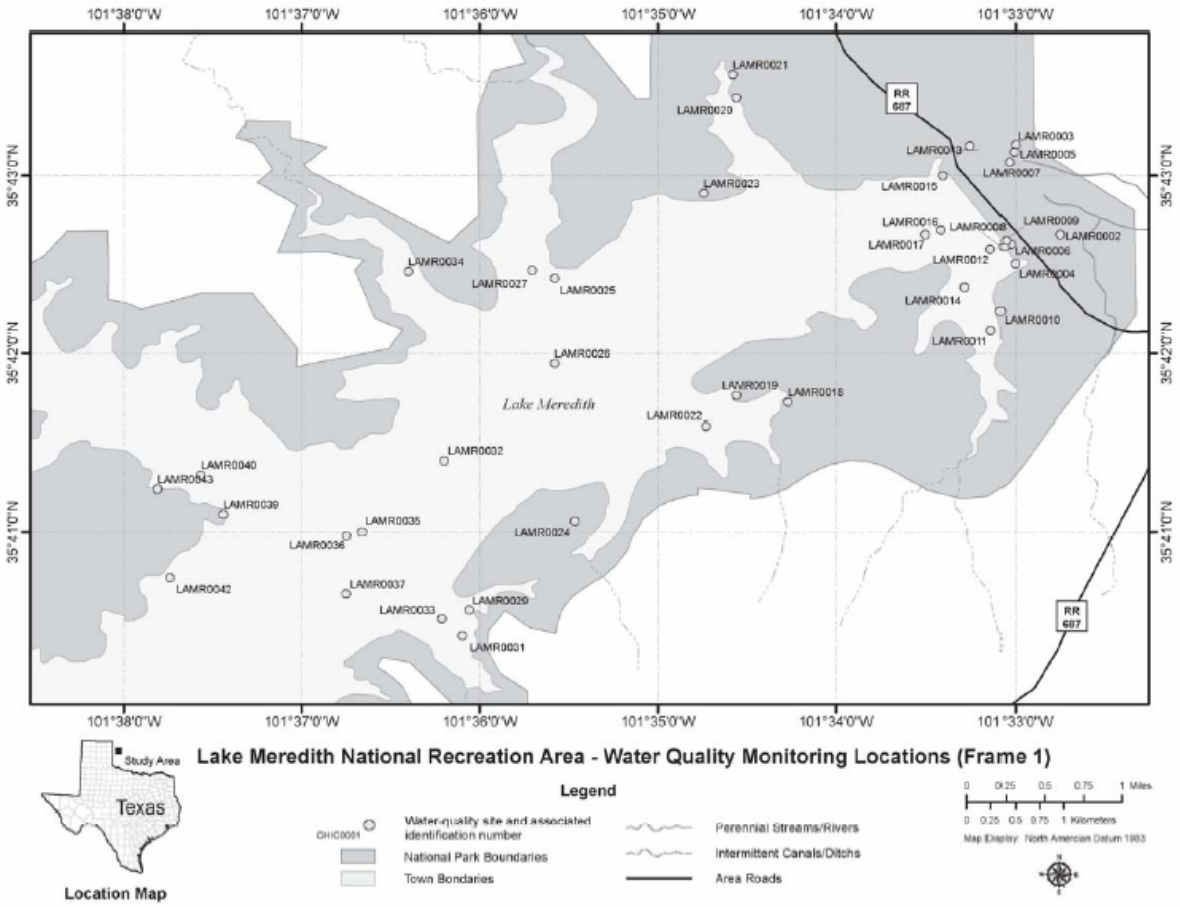 101°38'0"W 101°37'0"W 101°36'0"W 101°35'0"W 101°34'0"W 101°33'0"W
LAMR0021
LAMR0020
RR
687
LAMR0003
LAMR0013
LAMR0005
LAMR0007
35°43'0"N
35°43'0"N
LAMR0023
LAMR0015
LAMR0016
LAMR0008
LAMR0009
LAMR0017
LAMR0002
LAMR0012
LAMR0006
LAMR0034
LAMR0004
LAMR0027
LAMR0025
LAMR0014
LAMR0010
LAMR0011
35°42'0"N
35°42'0"N
LAMR0026
LAMR0019
LAMR0018
Lake Meredith
LAMR0022
LAMR0032
LAMR0040
LAMR0043
LAMR0039
LAMR0035
LAMR0036
LAMR0024
35°41'0"N
35°41'0"N
LAMR0042
LAMR0037
LAMR0029
LAMR0033
LAMR0031
RR
687
101°38'0"W 101°37'0"W 101°36'0"W 101°35'0"W 101°34'0"W 101°33'0"W
Lake Meredith National Recreation Area - Water Quality Monitoring Locations (Frame 1)
Study Area
Texas
Location Map
Legend
CHIC0001
Water-quality site and associated
identification number
National Park Boundaries
Town Bondaries
Perennial Streams/Rivers
Intermittent Canals/Ditchs
Area Roads
0 0.25 0.5 0.75 1 Miles
0 0.25 0.5 0.75 1 Kilometers
Map Display: North Amercian Datum 1983
N
W E
S